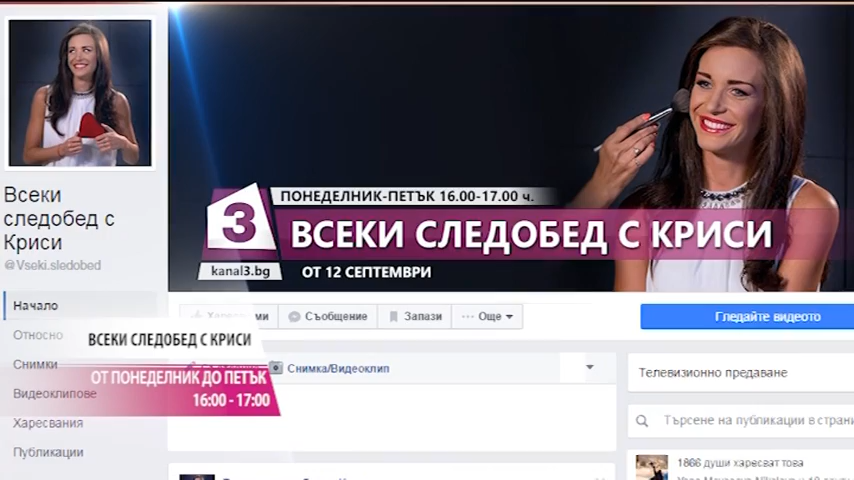 ПОНЕДЕЛНИК-ПЕТЪК 16.00-17.00 ч.
3
ВСЕКИ СЛЕДОБЕД С КРИСИ
kanal3.bg
ОТ 12 СЕПТЕМВРИ
Всеки
следобед с
Криси
@Vseki.sledobed
Начало
Относно
Снимки
Видеоклипове
Харесвания
Публикации
ВСЕКИ СЛЕДОБЕД С КРИСИ
ОТ ПОНЕДЕЛНИК ДО ПЕТЪК
16:00 - 17:00
Съобщение
Запази
Още
Гледайте видеото
Снимка/Видеоклип
Телевизионно предаване
Търсене на публикации в страни
1866 души харесват това